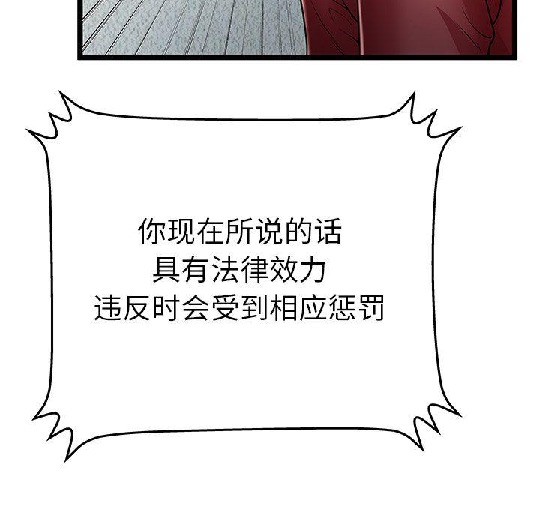 你现在所说的话
具有法律效力
违反时会受到相应惩罚